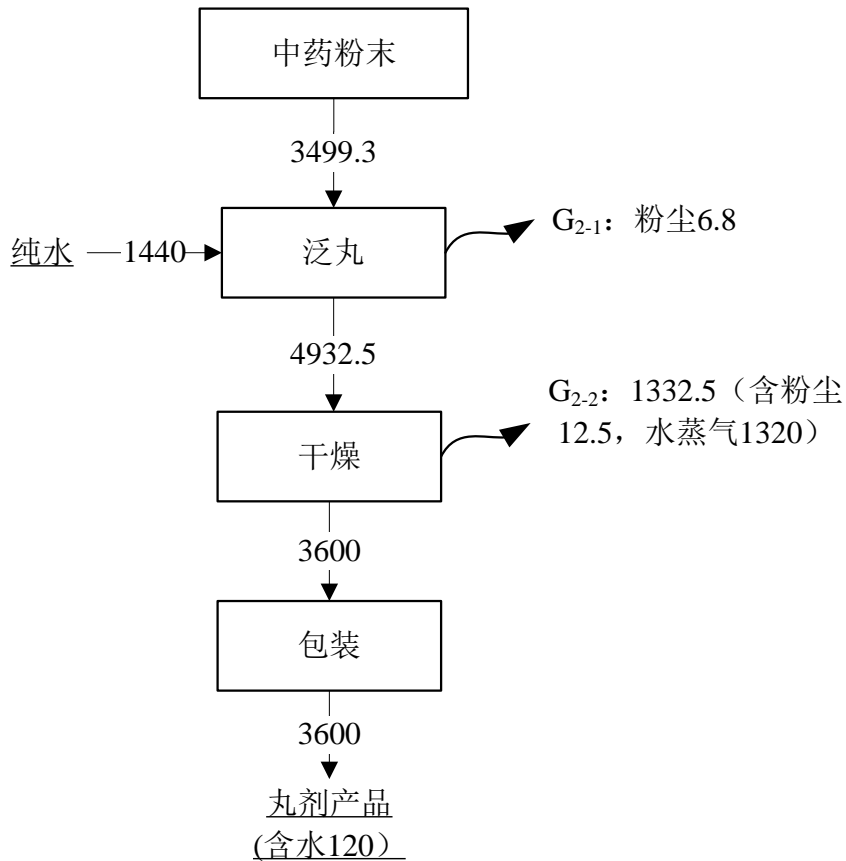 中药粉末
3499.3
G2-1：粉尘6.8
纯水
1440
泛丸
4932.5
G2-2：1332.5（含粉尘
12.5，水蒸气1320）
干燥
3600
包装
3600
丸剂产品
(含水120）